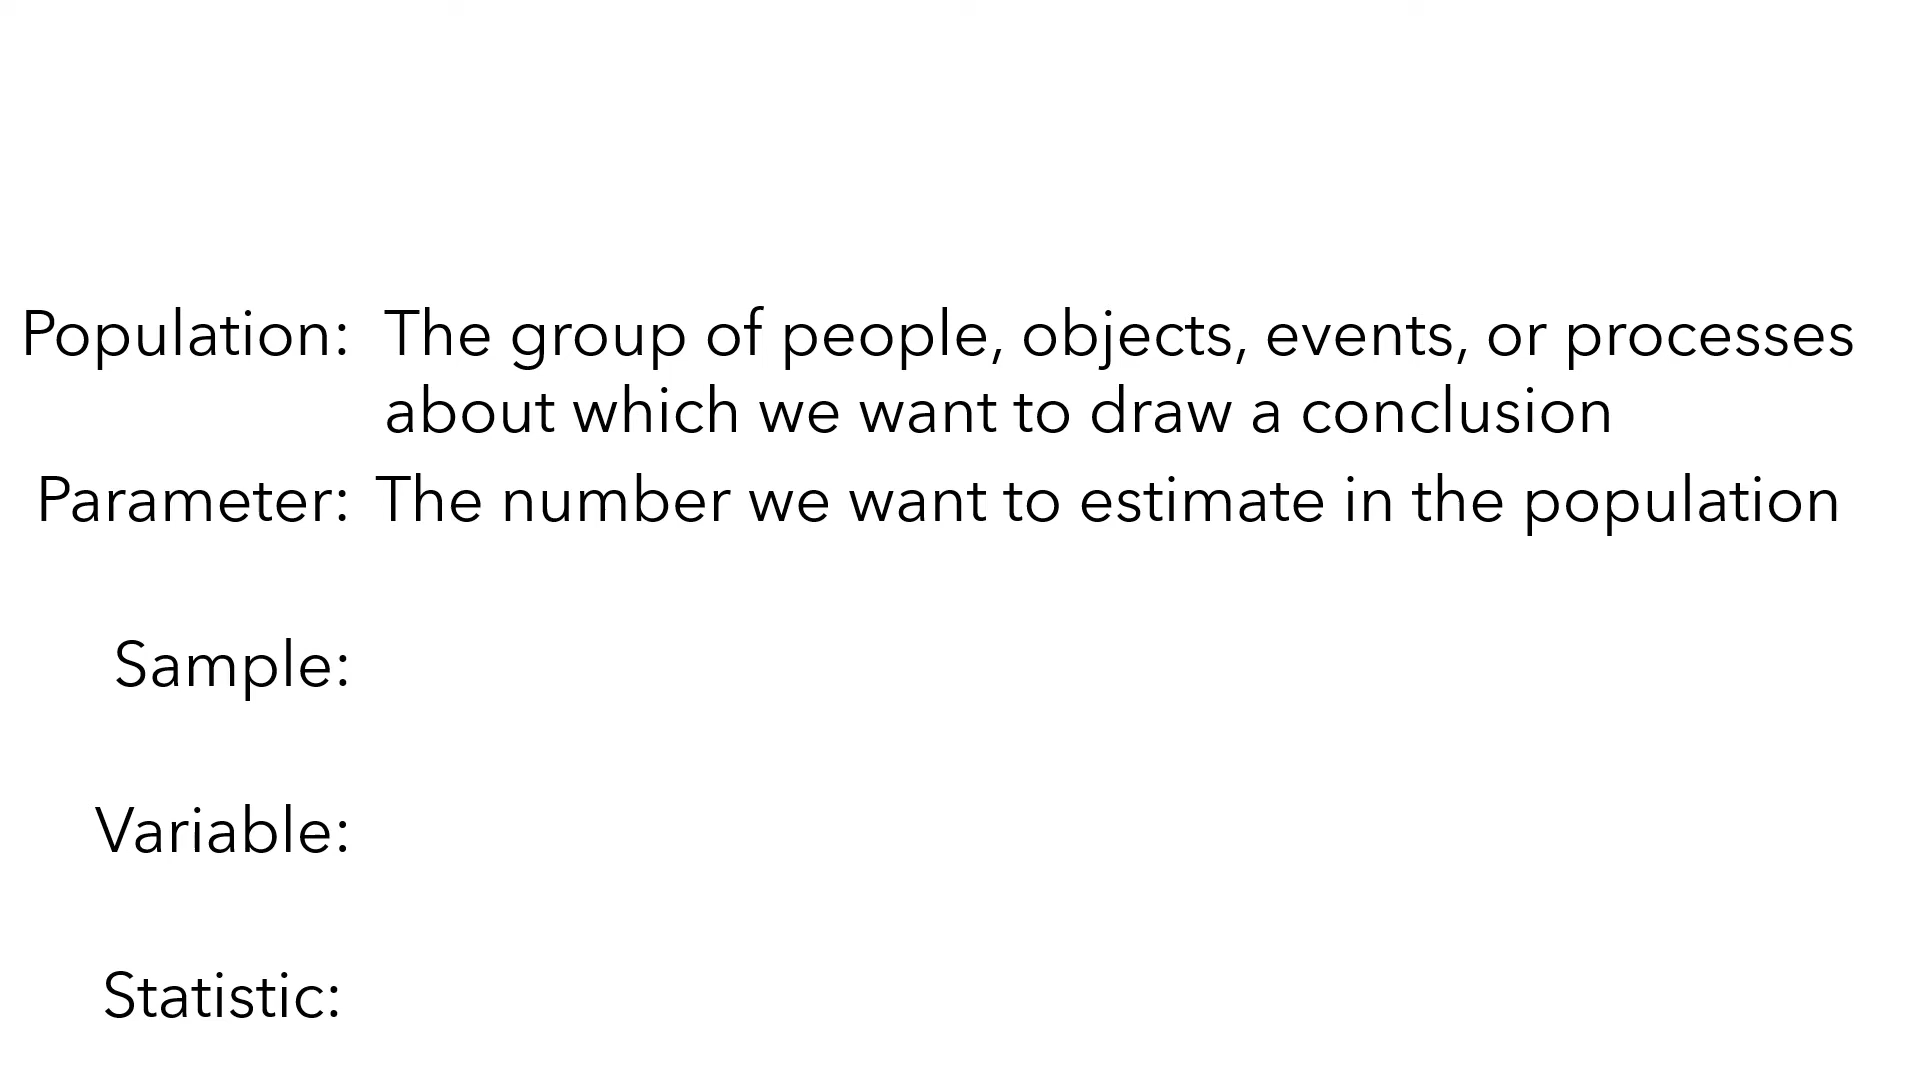 Population: The group of people, objects, events, or processes
about which we want to draw a conclusion
Parameter: The number we want to estimate in the population
Sample:
Variable:
Statistic: